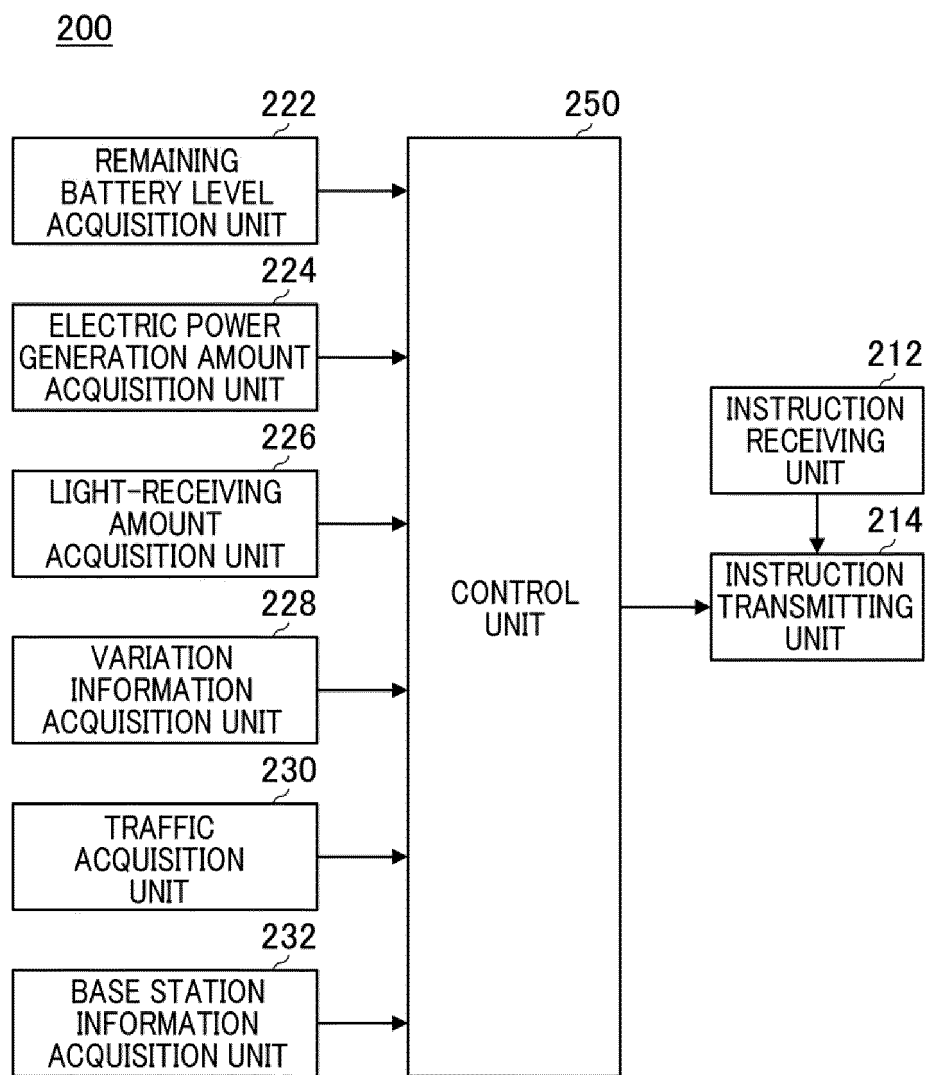 200
222
REMAINING
BATTERY LEVEL
ACQUISITION UNIT
224
ELECTRIC POWER
GENERATION AMOUNT
ACQUISITION UNIT
226
LIGHT-RECEIVING
AMOUNT
ACQUISITION UNIT
228
VARIATION
INFORMATION
ACQUISITION UNIT
230
TRAFFIC
ACQUISITION
UNIT
232
BASE STATION
INFORMATION
ACQUISITION UNIT
250
CONTROL
UNIT
212
INSTRUCTION
RECEIVING
UNIT
214
INSTRUCTION
TRANSMITTING
UNIT